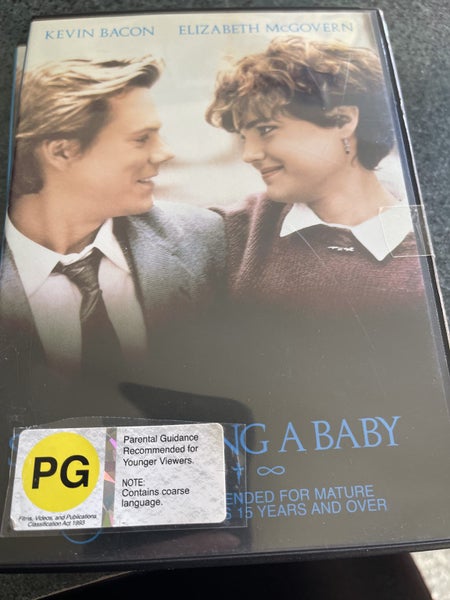 KEVIN BACON ELIZABETH McGOVERN
NG A BABY
PG
Parental Guidance
Recommended for
Younger Viewers.
NOTE:
Contains coarse
language.
Films, Videos, and Publications
Classification Act 1993
ENDED FOR MATURE
S 15 YEARS AND OVER